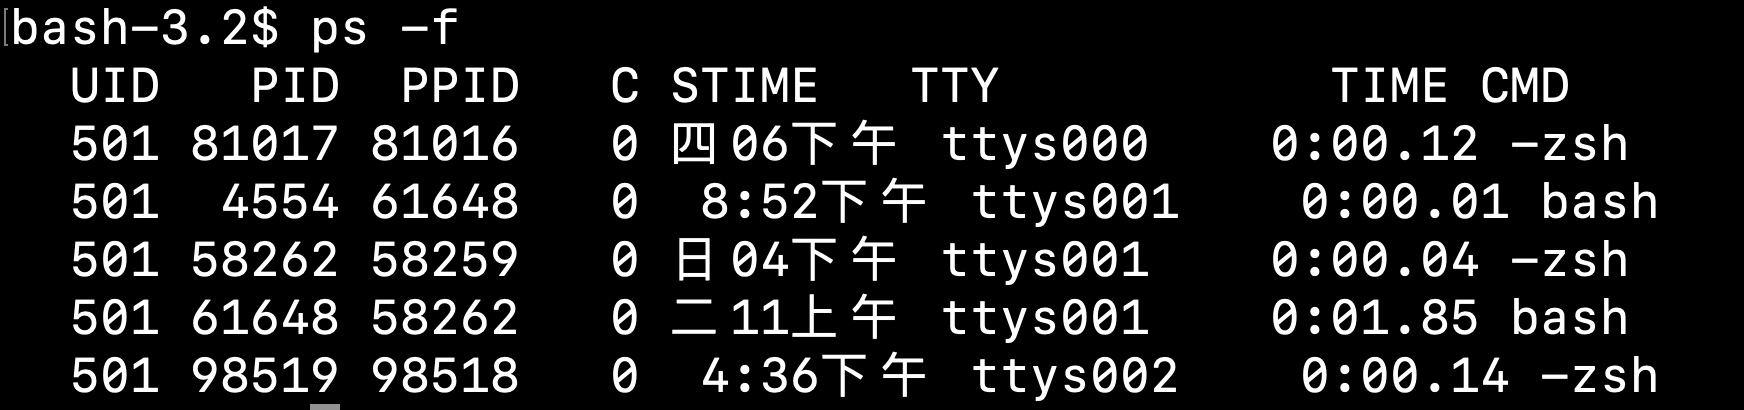 bash-3.2$ ps -f
UID PID PPID C STIME TTY TIME CMD
501 81017 81016 0 四06下午 ttys000 0:00.12 -zsh
501 4554 61648 0 8:52下午 ttys001 0:00.01 bash
501 58262 58259 0 日04下午 ttys001 0:00.04 -zsh
501 61648 58262 0 二11上午 ttys001 0:01.85 bash
501 98519 98518 0 4:36下午 ttys002 0:00.14 -zsh